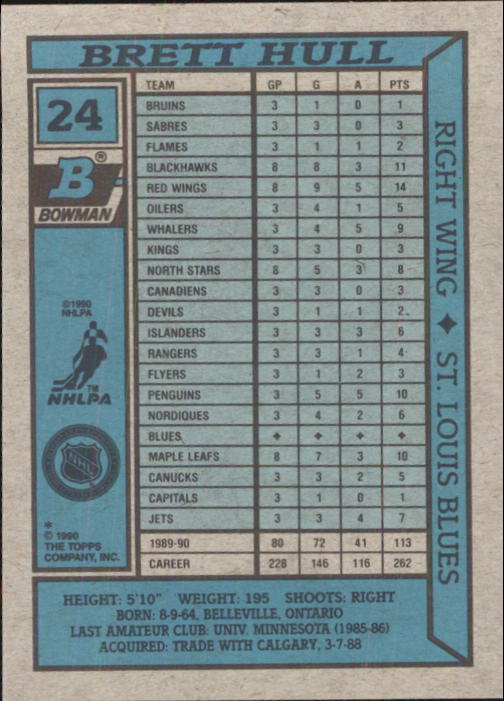 BRETT HULL
24
B®
BOWMAN
©1990
NHLPA
TM
NHLPA
NHL
*
© 1990
THE TOPPS
COMPANY, INC.
TEAM GP G A PTS
BRUINS 3 1 0 1
SABRES 3 3 0 3
FLAMES 3 1 1 2
BLACKHAWKS 8 8 3 11
RED WINGS 8 9 5 14
OILERS 3 4 1 5
WHALERS 3 4 5 9
KINGS 3 3 0 3
NORTH STARS 8 5 3 8
CANADIENS 3 3 0 3
DEVILS 3 1 1 2
ISLANDERS 3 3 3 6
RANGERS 3 3 1 4
FLYERS 3 1 2 3
PENGUINS 3 5 5 10
NORDIQUES 3 4 2 6
BLUES ♦ ♦ ♦ ♦
MAPLE LEAFS 8 7 3 10
CANUCKS 3 3 2 5
CAPITALS 3 1 0 1
JETS 3 3 4 7
1989-90 80 72 41 113
CAREER 228 146 116 262
RIGHT WING ♦ ST. LOUIS BLUES
HEIGHT: 5'10" WEIGHT: 195 SHOOTS: RIGHT
BORN: 8-9-64, BELLEVILLE, ONTARIO
LAST AMATEUR CLUB: UNIV. MINNESOTA (1985-86)
ACQUIRED: TRADE WITH CALGARY, 3-7-88